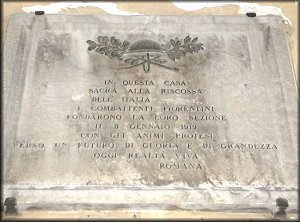 IN QUESTA CASA
SACRA ALLA RISCOSSA
DELL'ITALIA
I COMBATTENTI FIORENTINI
FONDARONO LA LORO SEZIONE
IL 5 GENNAIO 1919
CON GLI ANIMI PROTESI
VERSO UN FUTURO DI GLORIA E DI GRANDEZZA
OGGI REALTÀ VIVA
ROMANA.